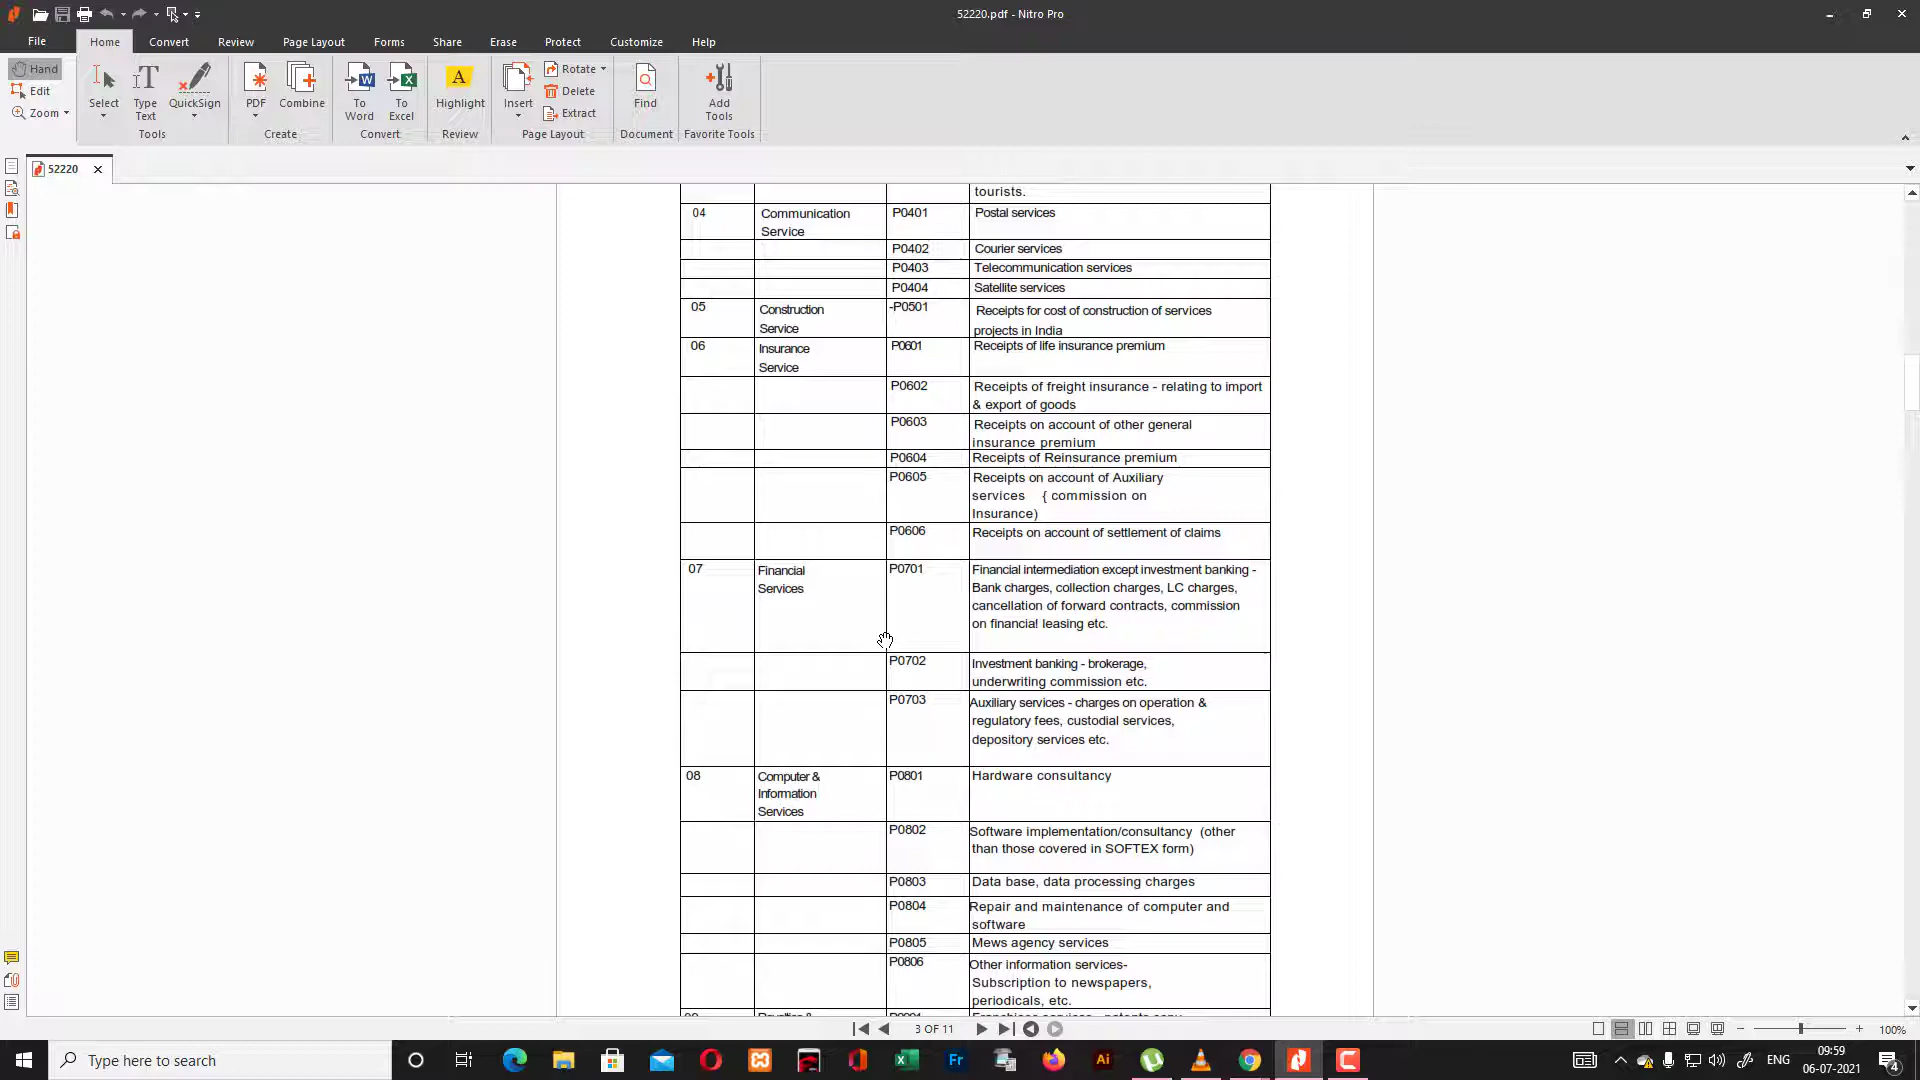 52220.pdf - Nitro Pro
File
Home
Convert
Review
Page Layout
Forms
Share
Erase
Protect
Customize
Help
Hand
Edit
Zoom
Select
Type
Text
QuickSign
Tools
PDF
Combine
Create
To
Word
To
Excel
Convert
Highlight
Review
Insert
Rotate
Delete
Extract
Page Layout
Find
Document
Add
Tools
Favorite Tools
52220
tourists.
04 Communication P0401 Postal services
Service
P0402 Courier services
P0403 Telecommunication services
P0404 Satellite services
05 Construction -P0501 Receipts for cost of construction of services
Service projects in India
06 Insurance P0601 Receipts of life insurance premium
Service
P0602 Receipts of freight insurance - relating to import
& export of goods
P0603 Receipts on account of other general
insurance premium
P0604 Receipts of Reinsurance premium
P0605 Receipts on account of Auxiliary
services { commission on
Insurance)
P0606 Receipts on account of settlement of claims
07 Financial P0701 Financial intermediation except investment banking -
Services Bank charges, collection charges, LC charges,
cancellation of forward contracts, commission
on financia! leasing etc.
P0702 Investment banking - brokerage,
underwriting commission etc.
P0703 Auxiliary services - charges on operation &
regulatory fees, custodial services,
depository services etc.
08 Computer & P0801 Hardware consultancy
Information
Services
P0802 Software implementation/consultancy (other
than those covered in SOFTEX form)
P0803 Data base, data processing charges
P0804 Repair and maintenance of computer and
software
P0805 Mews agency services
P0806 Other information services-
Subscription to newspapers,
periodicals, etc.
3 OF 11
100%
Type here to search
Fr
Ai
ENG
09:59
06-07-2021
4